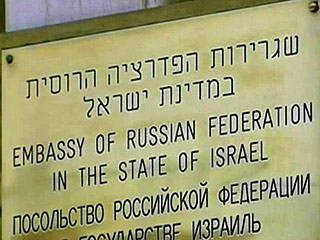 שגרירות הפדרציה הרוסית
במדינת ישראל
EMBASSY OF RUSSIAN FEDERATION
IN THE STATE OF ISRAEL
ПОСОЛЬСТВО РОССИЙСКОЙ ФЕДЕРАЦИИ
ГОСУДАРСТВЕ ИЗРАИЛЬ